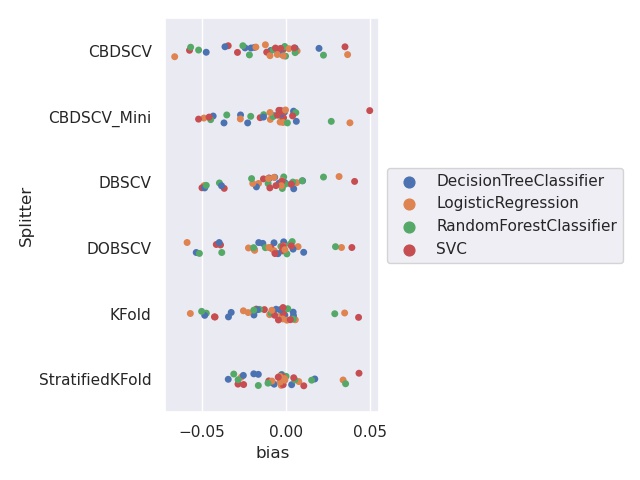 CBDSCV
CBDSCV_Mini
DBSCV
DOBSCV
KFold
StratifiedKFold
Splitter
−0.05 0.00 0.05
bias
DecisionTreeClassifier
LogisticRegression
RandomForestClassifier
SVC